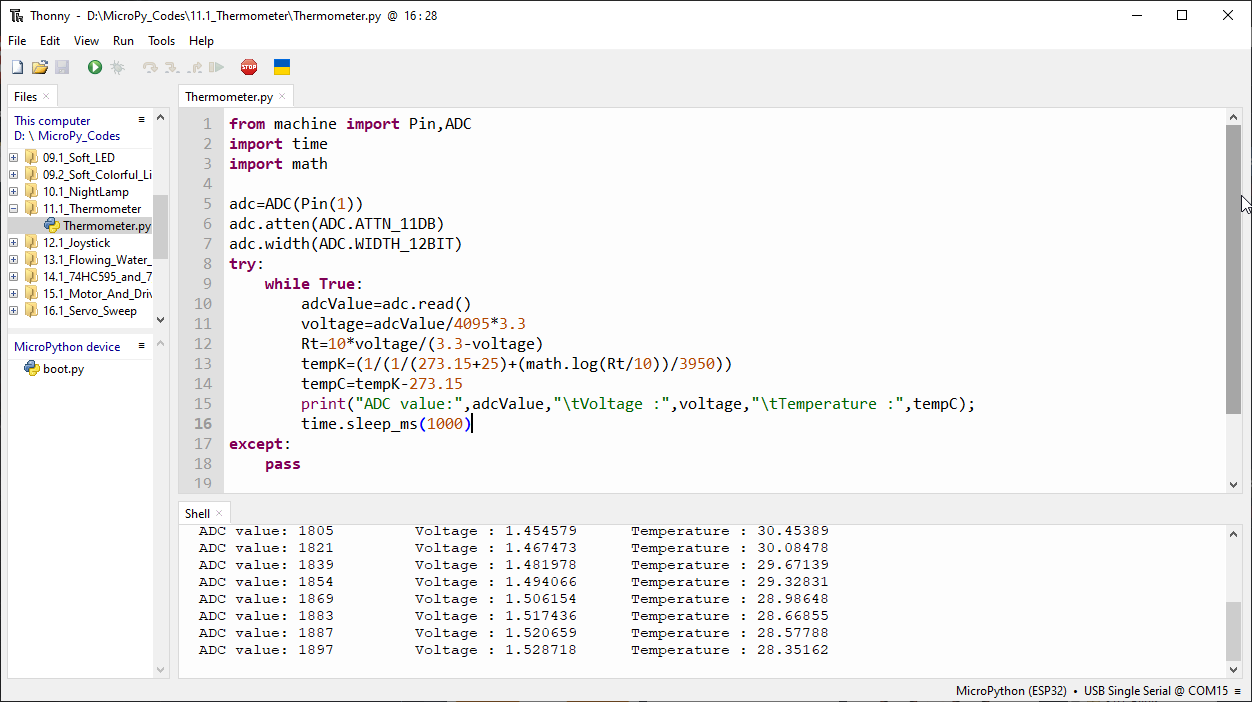 Thonny - D:\MicroPy_Codes\11.1_Thermometer\Thermometer.py @ 16:28
File Edit View Run Tools Help
STOP
Files
This computer
D: \ MicroPy_Codes
09.1_Soft_LED
09.2_Soft_Colorful_Li
10.1_NightLamp
11.1_Thermometer
Thermometer.py
12.1_Joystick
13.1_Flowing_Water_
14.1_74HC595_and_7
15.1_Motor_And_Driv
16.1_Servo_Sweep
MicroPython device
boot.py
Thermometer.py
1 from machine import Pin,ADC
2 import time
3 import math
4
5 adc=ADC(Pin(1))
6 adc.atten(ADC.ATTN_11DB)
7 adc.width(ADC.WIDTH_12BIT)
8 try:
9     while True:
10         adcValue=adc.read()
11         voltage=adcValue/4095*3.3
12         Rt=10*voltage/(3.3-voltage)
13         tempK=(1/(1/(273.15+25)+(math.log(Rt/10))/3950))
14         tempC=tempK-273.15
15         print("ADC value:",adcValue,"\tVoltage :",voltage,"\tTemperature :",tempC);
16         time.sleep_ms(1000)
17 except:
18     pass
19
Shell
ADC value: 1805 Voltage : 1.454579 Temperature : 30.45389
ADC value: 1821 Voltage : 1.467473 Temperature : 30.08478
ADC value: 1839 Voltage : 1.481978 Temperature : 29.67139
ADC value: 1854 Voltage : 1.494066 Temperature : 29.32831
ADC value: 1869 Voltage : 1.506154 Temperature : 28.98648
ADC value: 1883 Voltage : 1.517436 Temperature : 28.66855
ADC value: 1887 Voltage : 1.520659 Temperature : 28.57788
ADC value: 1897 Voltage : 1.528718 Temperature : 28.35162
MicroPython (ESP32) • USB Single Serial @ COM15 ≡